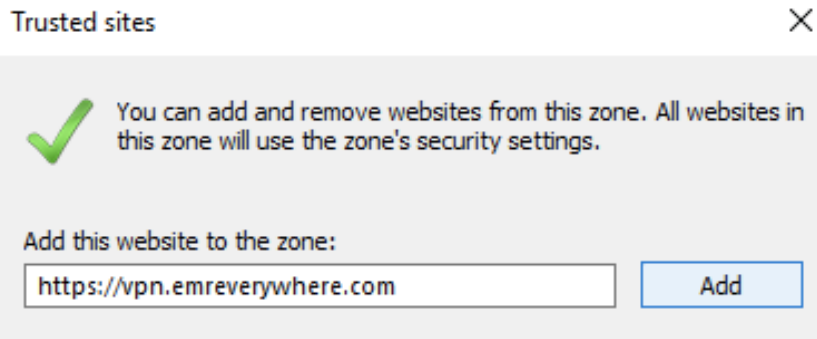 Trusted sites
You can add and remove websites from this zone. All websites in
this zone will use the zone's security settings.
Add this website to the zone:
https://vpn.emreverywhere.com
Add